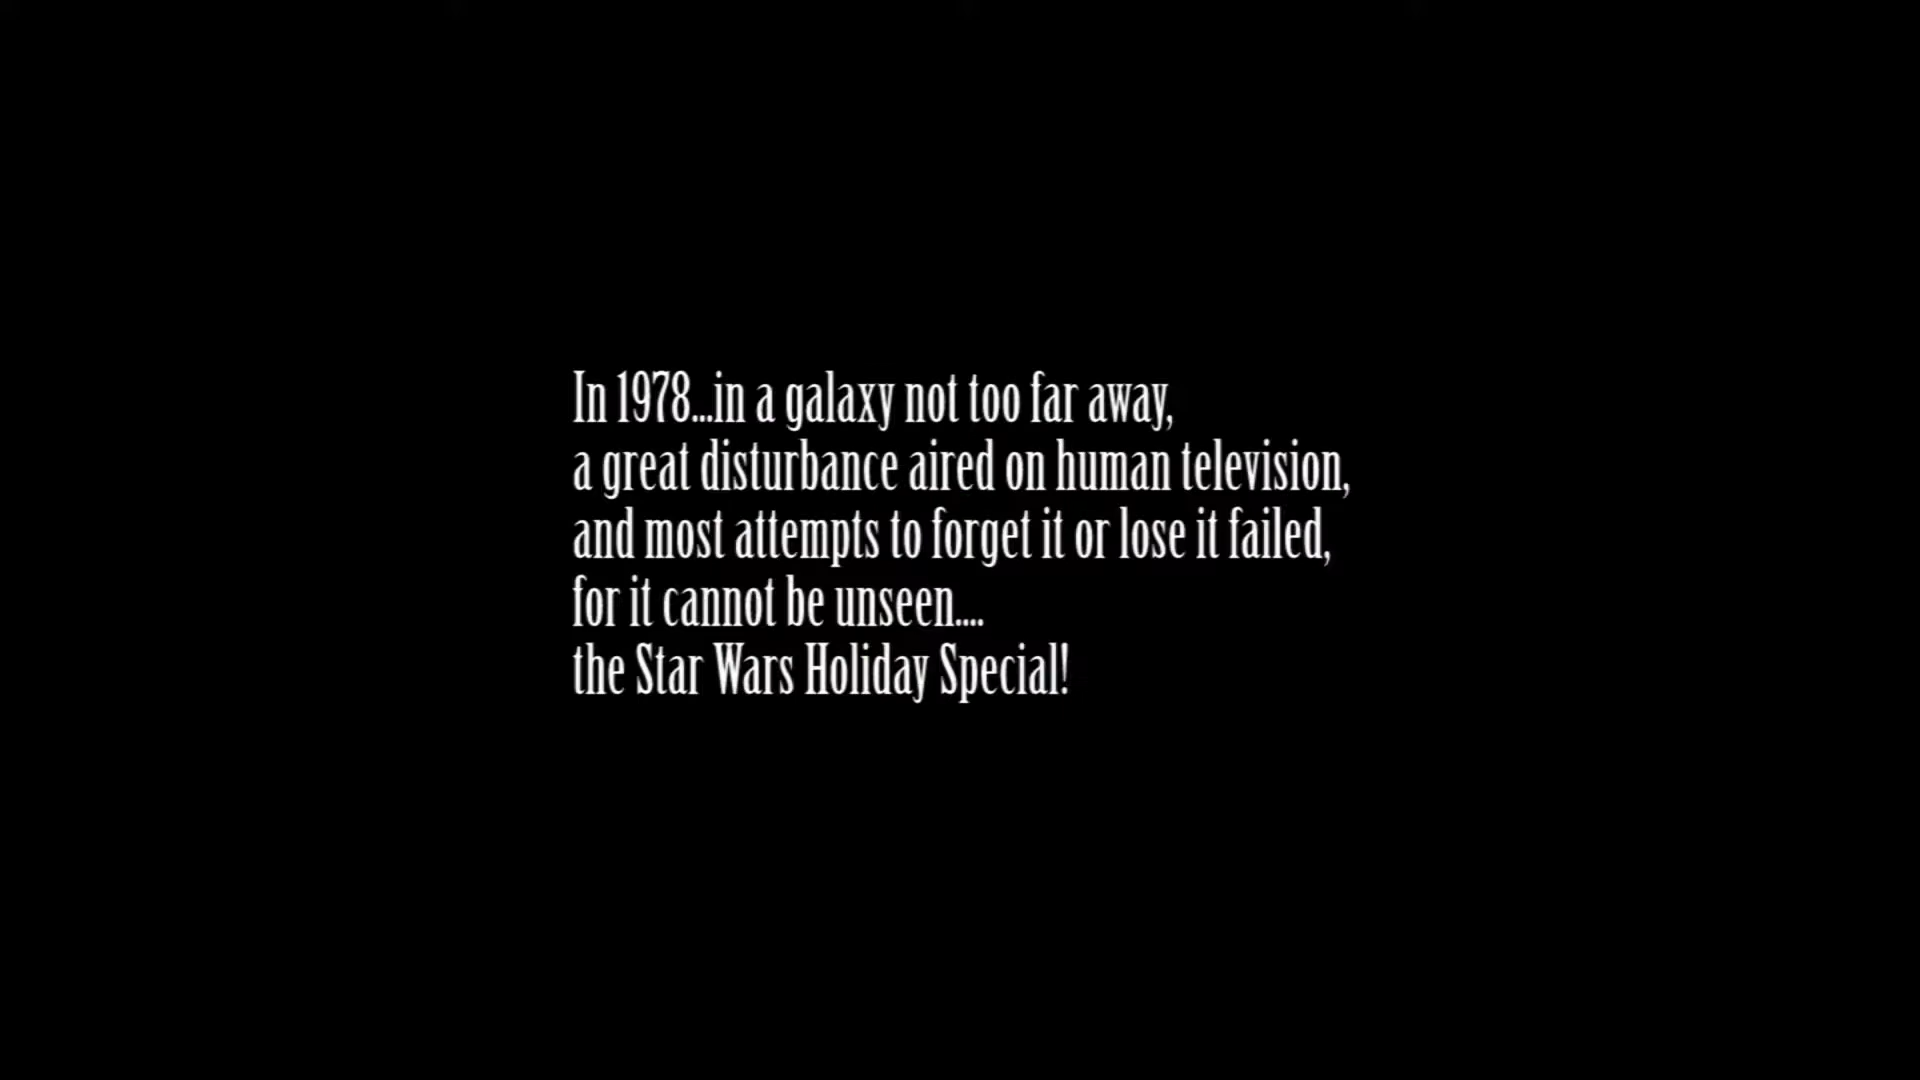 In 1978...in a galaxy not too far away,
a great disturbance aired on human television,
and most attempts to forget it or lose it failed,
for it cannot be unseen....
the Star Wars Holiday Special!